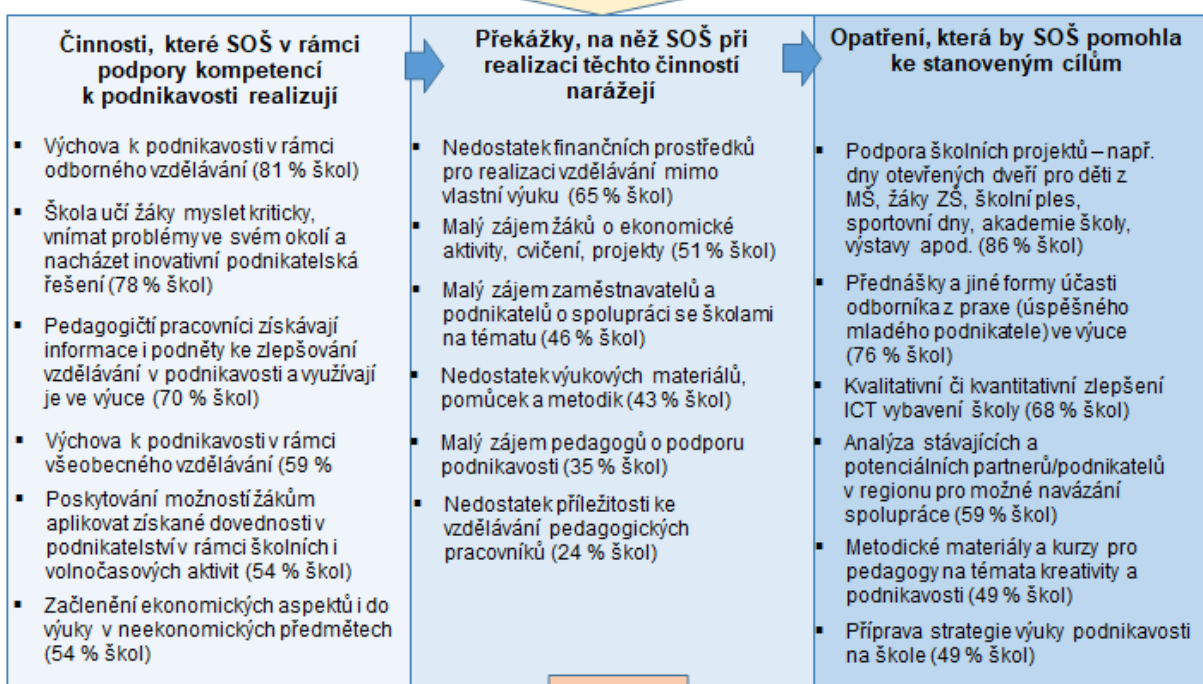 Činnosti, které SOŠ v rámci
podpory kompetencí
k podnikavosti realizují
▪ Výchova k podnikavosti v rámci
odborného vzdělávání (81 % škol)
▪ Škola učí žáky myslet kriticky,
vnímat problémy ve svém okolí a
nacházet inovativní podnikatelská
řešení (78 % škol)
▪ Pedagogičtí pracovníci získávají
informace i podněty ke zlepšování
vzdělávání v podnikavosti a využívají
je ve výuce (70 % škol)
▪ Výchova k podnikavosti v rámci
všeobecného vzdělávání (59 %
▪ Poskytování možností žákům
aplikovat získané dovednosti v
podnikatelství v rámci školních i
volnočasových aktivit (54 % škol)
▪ Začlenění ekonomických aspektů i do
výuky v neekonomických předmětech
(54 % škol)
Překážky, na něž SOŠ při
realizaci těchto činností
narážejí
▪ Nedostatek finančních prostředků
pro realizaci vzdělávání mimo
vlastní výuku (65 % škol)
▪ Malý zájem žáků o ekonomické
aktivity, cvičení, projekty (51 % škol)
▪ Malý zájem zaměstnavatelů a
podnikatelů o spolupráci se školami
na tématu (46 % škol)
▪ Nedostatek výukových materiálů,
pomůcek a metodik (43 % škol)
▪ Malý zájem pedagogů o podporu
podnikavosti (35 % škol)
▪ Nedostatek příležitosti ke
vzdělávání pedagogických
pracovníků (24 % škol)
Opatření, která by SOŠ pomohla
ke stanoveným cílům
▪ Podpora školních projektů – např.
dny otevřených dveří pro děti z
MŠ, žáky ZŠ, školní ples,
sportovní dny, akademie školy,
výstavy apod. (86 % škol)
▪ Přednášky a jiné formy účasti
odborníka z praxe (úspěšného
mladého podnikatele) ve výuce
(76 % škol)
▪ Kvalitativní či kvantitativní zlepšení
ICT vybavení školy (68 % škol)
▪ Analýza stávajících a
potenciálních partnerů/podnikatelů
v regionu pro možné navázání
spolupráce (59 % škol)
▪ Metodické materiály a kurzy pro
pedagogy na témata kreativity a
podnikavosti (49 % škol)
▪ Příprava strategie výuky podnikavosti
na škole (49 % škol)